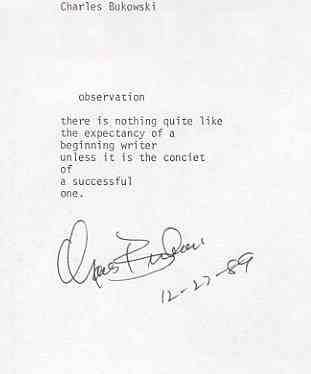 Charles Bukowski
observation
there is nothing quite like
the expectancy of a
beginning writer
unless it is the conciet
of
a successful
one.
Chas Bukowski
12-27-89